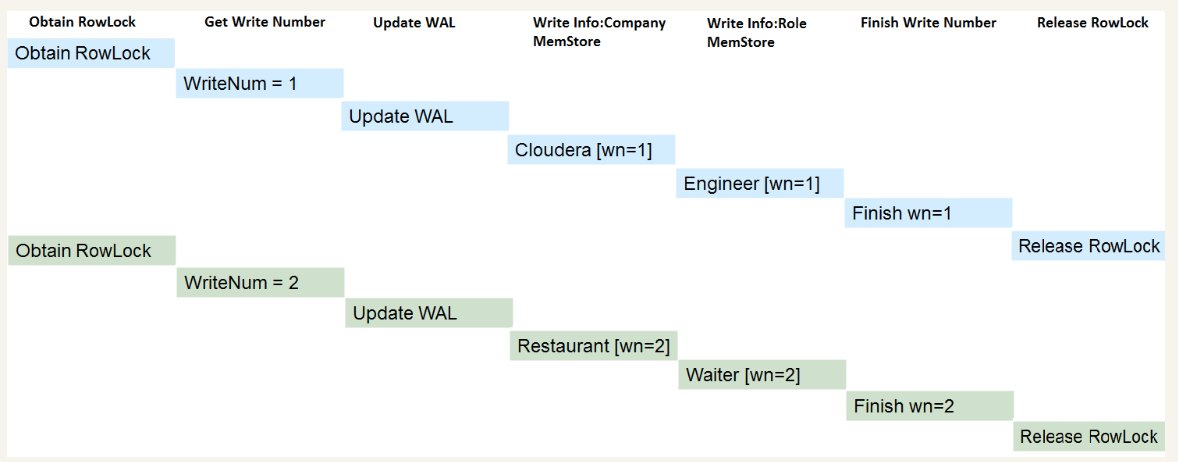 Obtain RowLock
Get Write Number
Update WAL
Write Info:Company
MemStore
Write Info:Role
MemStore
Finish Write Number
Release RowLock
Obtain RowLock
WriteNum = 1
Update WAL
Cloudera [wn=1]
Engineer [wn=1]
Finish wn=1
Release RowLock
Obtain RowLock
WriteNum = 2
Update WAL
Restaurant [wn=2]
Waiter [wn=2]
Finish wn=2
Release RowLock